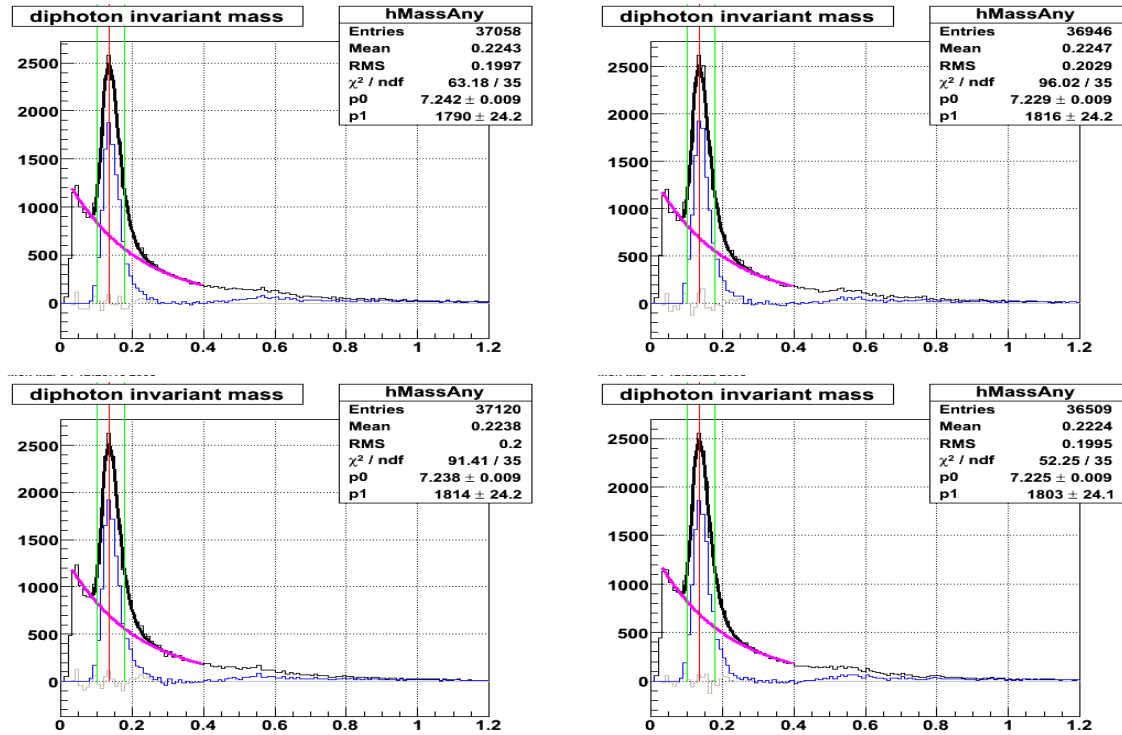 diphoton invariant mass
hMassAny
Entries 37058
Mean 0.2243
RMS 0.1997
χ² / ndf 63.18 / 35
p0 7.242 ± 0.009
p1 1790 ± 24.2
2500
2000
1500
1000
500
0
0 0.2 0.4 0.6 0.8 1 1.2
diphoton invariant mass
hMassAny
Entries 36946
Mean 0.2247
RMS 0.2029
χ² / ndf 96.02 / 35
p0 7.229 ± 0.009
p1 1816 ± 24.2
2500
2000
1500
1000
500
0
0 0.2 0.4 0.6 0.8 1 1.2
diphoton invariant mass
hMassAny
Entries 37120
Mean 0.2238
RMS 0.2
χ² / ndf 91.41 / 35
p0 7.238 ± 0.009
p1 1814 ± 24.2
2500
2000
1500
1000
500
0
0 0.2 0.4 0.6 0.8 1 1.2
diphoton invariant mass
hMassAny
Entries 36509
Mean 0.2224
RMS 0.1995
χ² / ndf 52.25 / 35
p0 7.225 ± 0.009
p1 1803 ± 24.1
2500
2000
1500
1000
500
0
0 0.2 0.4 0.6 0.8 1 1.2